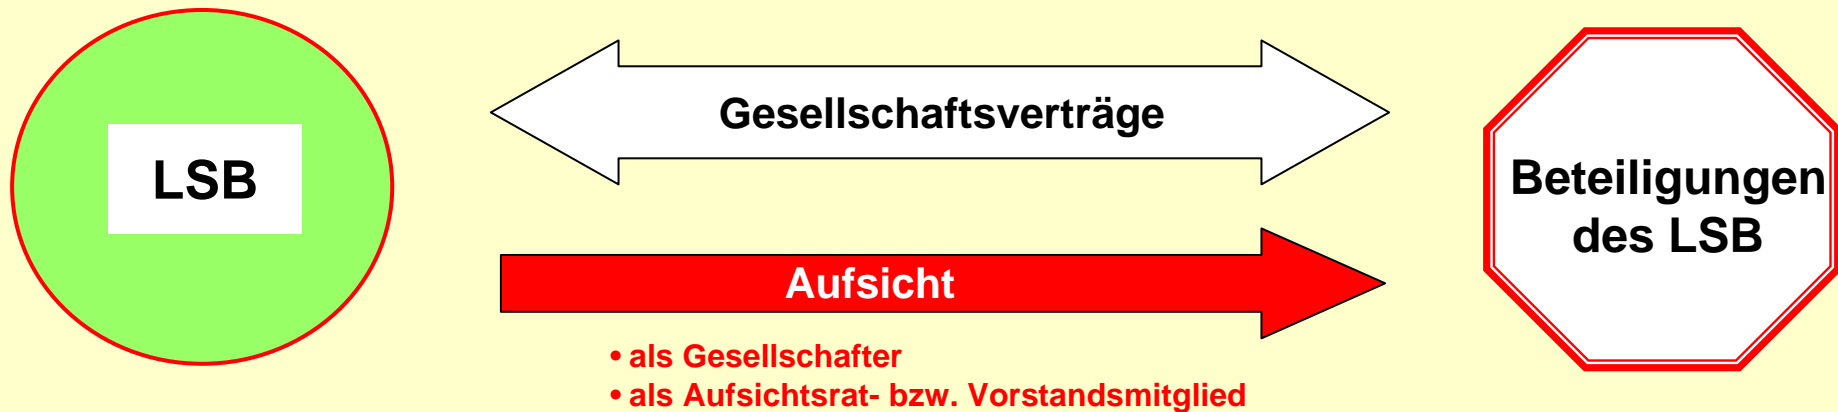 LSB
Gesellschaftsverträge
Aufsicht
• als Gesellschafter
• als Aufsichtsrat- bzw. Vorstandsmitglied
Beteiligungen
des LSB